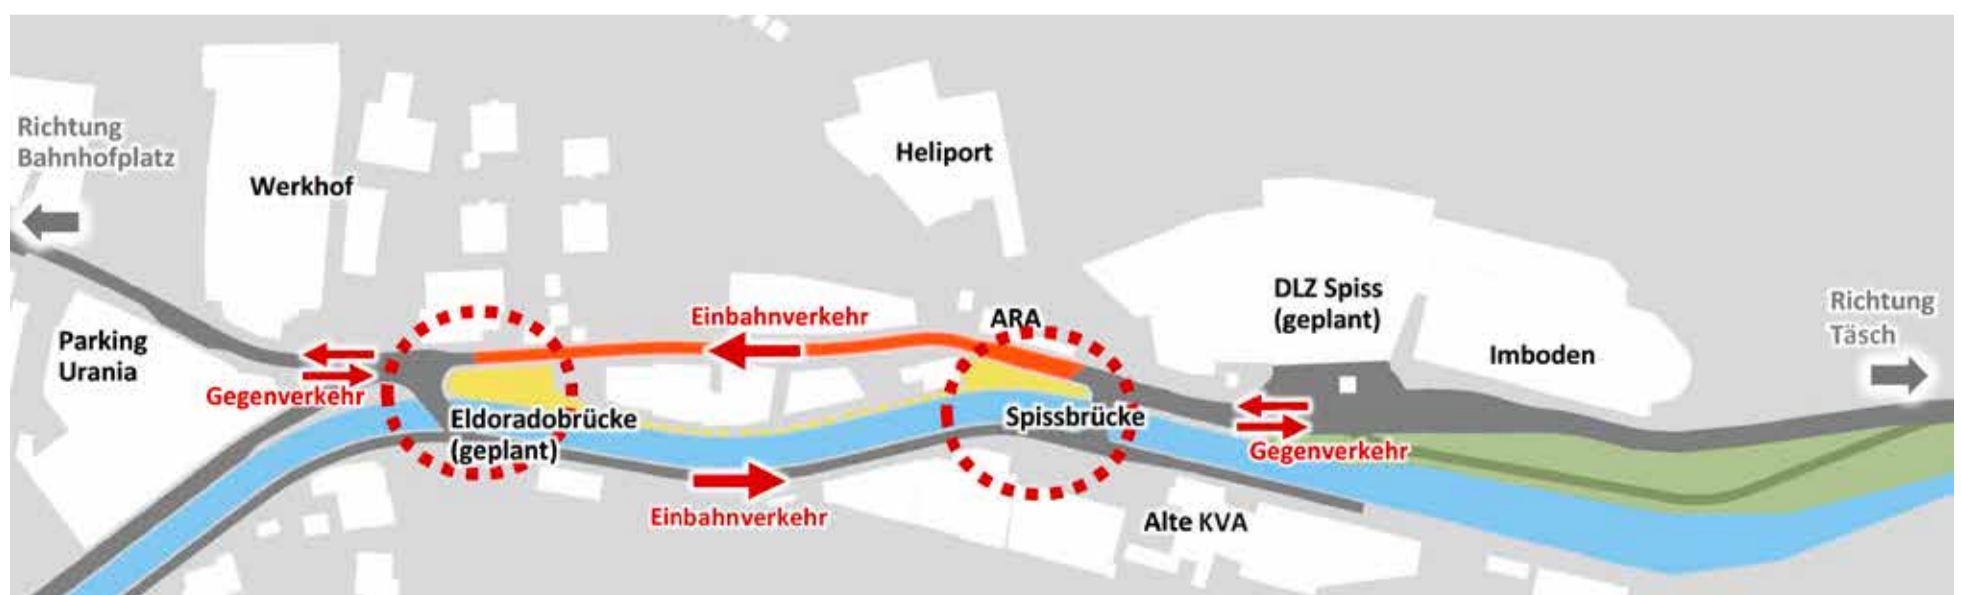 Richtung
Bahnhofplatz
Werkhof
Heliport
Parking
Urania
Gegenverkehr
Einbahnverkehr
ARA
DLZ Spiss
(geplant)
Imboden
Richtung
Täsch
Eldoradobrücke
(geplant)
Spissbrücke
Gegenverkehr
Einbahnverkehr
Alte KVA